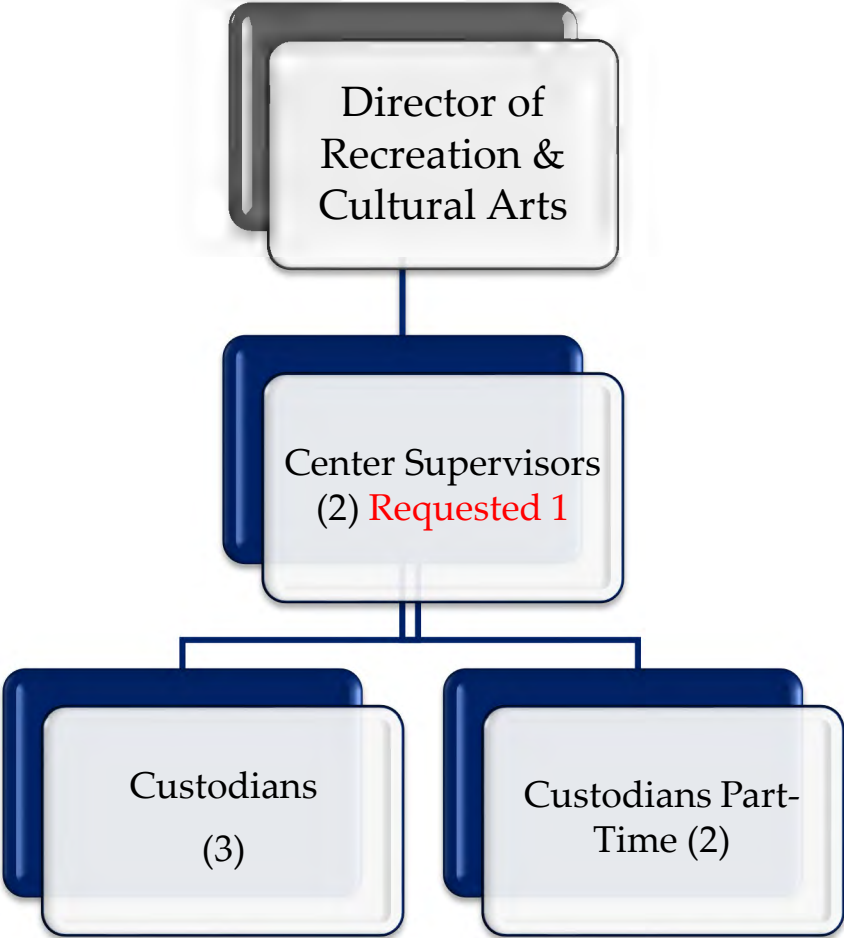 Director of
Recreation &
Cultural Arts
Center Supervisors
(2) Requested 1
Custodians
(3)
Custodians Part-
Time (2)